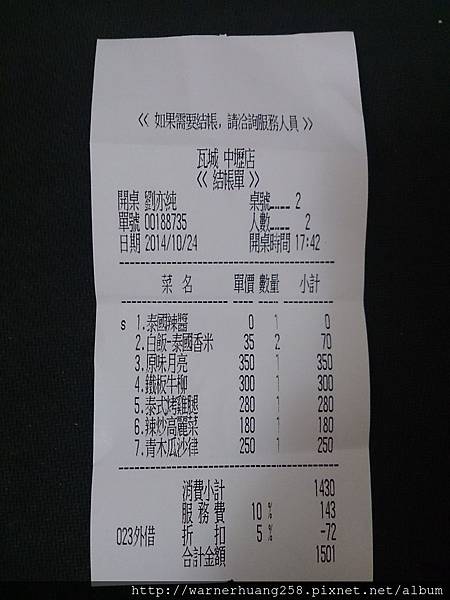 << 如果需要結帳, 請洽詢服務人員 >>
瓦城 中壢店
<< 結帳單 >>
開桌 劉亦純 桌號____ 2
單號 00188735 人數____ 2
日期 2014/10/24 開桌時間 17:42
菜 名 單價 數量 小計
S 1.泰國辣醬 0 1 0
2.白飯-泰國香米 35 2 70
3.原味月亮 350 1 350
4.鐵板牛柳 300 1 300
5.泰式烤雞腿 280 1 280
6.辣炒高麗菜 180 1 180
7.青木瓜沙律 250 1 250
消費小計 1430
服 務 費 10 % 143
023外借 折 扣 5 % -72
合計金額 1501
http://warnerhuang258.pixnet.net/album